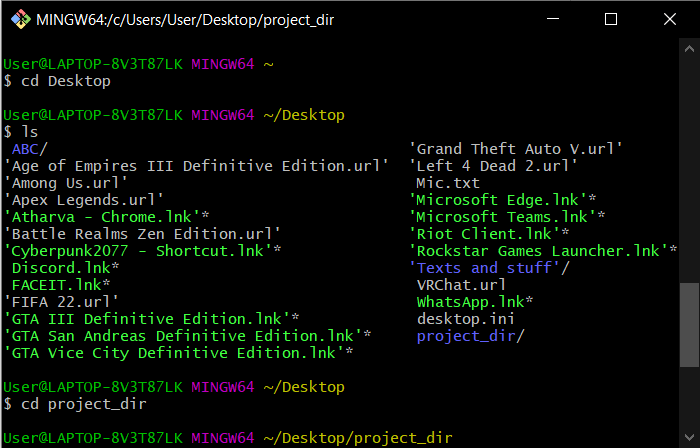 MINGW64:/c/Users/User/Desktop/project_dir
User@LAPTOP-8V3T87LK MINGW64 ~
$ cd Desktop
User@LAPTOP-8V3T87LK MINGW64 ~/Desktop
$ ls
 ABC/                                      'Grand Theft Auto V.url'
'Age of Empires III Definitive Edition.url'  'Left 4 Dead 2.url'
'Among Us.url'                              Mic.txt
'Apex Legends.url'                         'Microsoft Edge.lnk'*
'Atharva - Chrome.lnk'*                    'Microsoft Teams.lnk'*
'Battle Realms Zen Edition.url'            'Riot Client.lnk'*
'Cyberpunk2077 - Shortcut.lnk'*            'Rockstar Games Launcher.lnk'*
 Discord.lnk*                              'Texts and stuff'/
 FACEIT.lnk*                                VRChat.url
'FIFA 22.url'                               WhatsApp.lnk*
'GTA III Definitive Edition.lnk'*           desktop.ini
'GTA San Andreas Definitive Edition.lnk'*   project_dir/
'GTA Vice City Definitive Edition.lnk'*
User@LAPTOP-8V3T87LK MINGW64 ~/Desktop
$ cd project_dir
User@LAPTOP-8V3T87LK MINGW64 ~/Desktop/project_dir